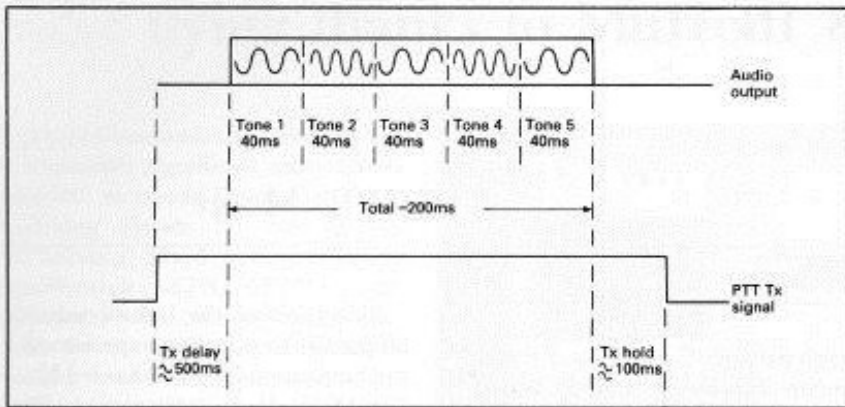 Audio
output
Tone 1 Tone 2 Tone 3 Tone 4 Tone 5
40ms 40ms 40ms 40ms 40ms
Total ~200ms
PTT Tx
signal
Tx delay Tx hold
≈500ms ≈100ms